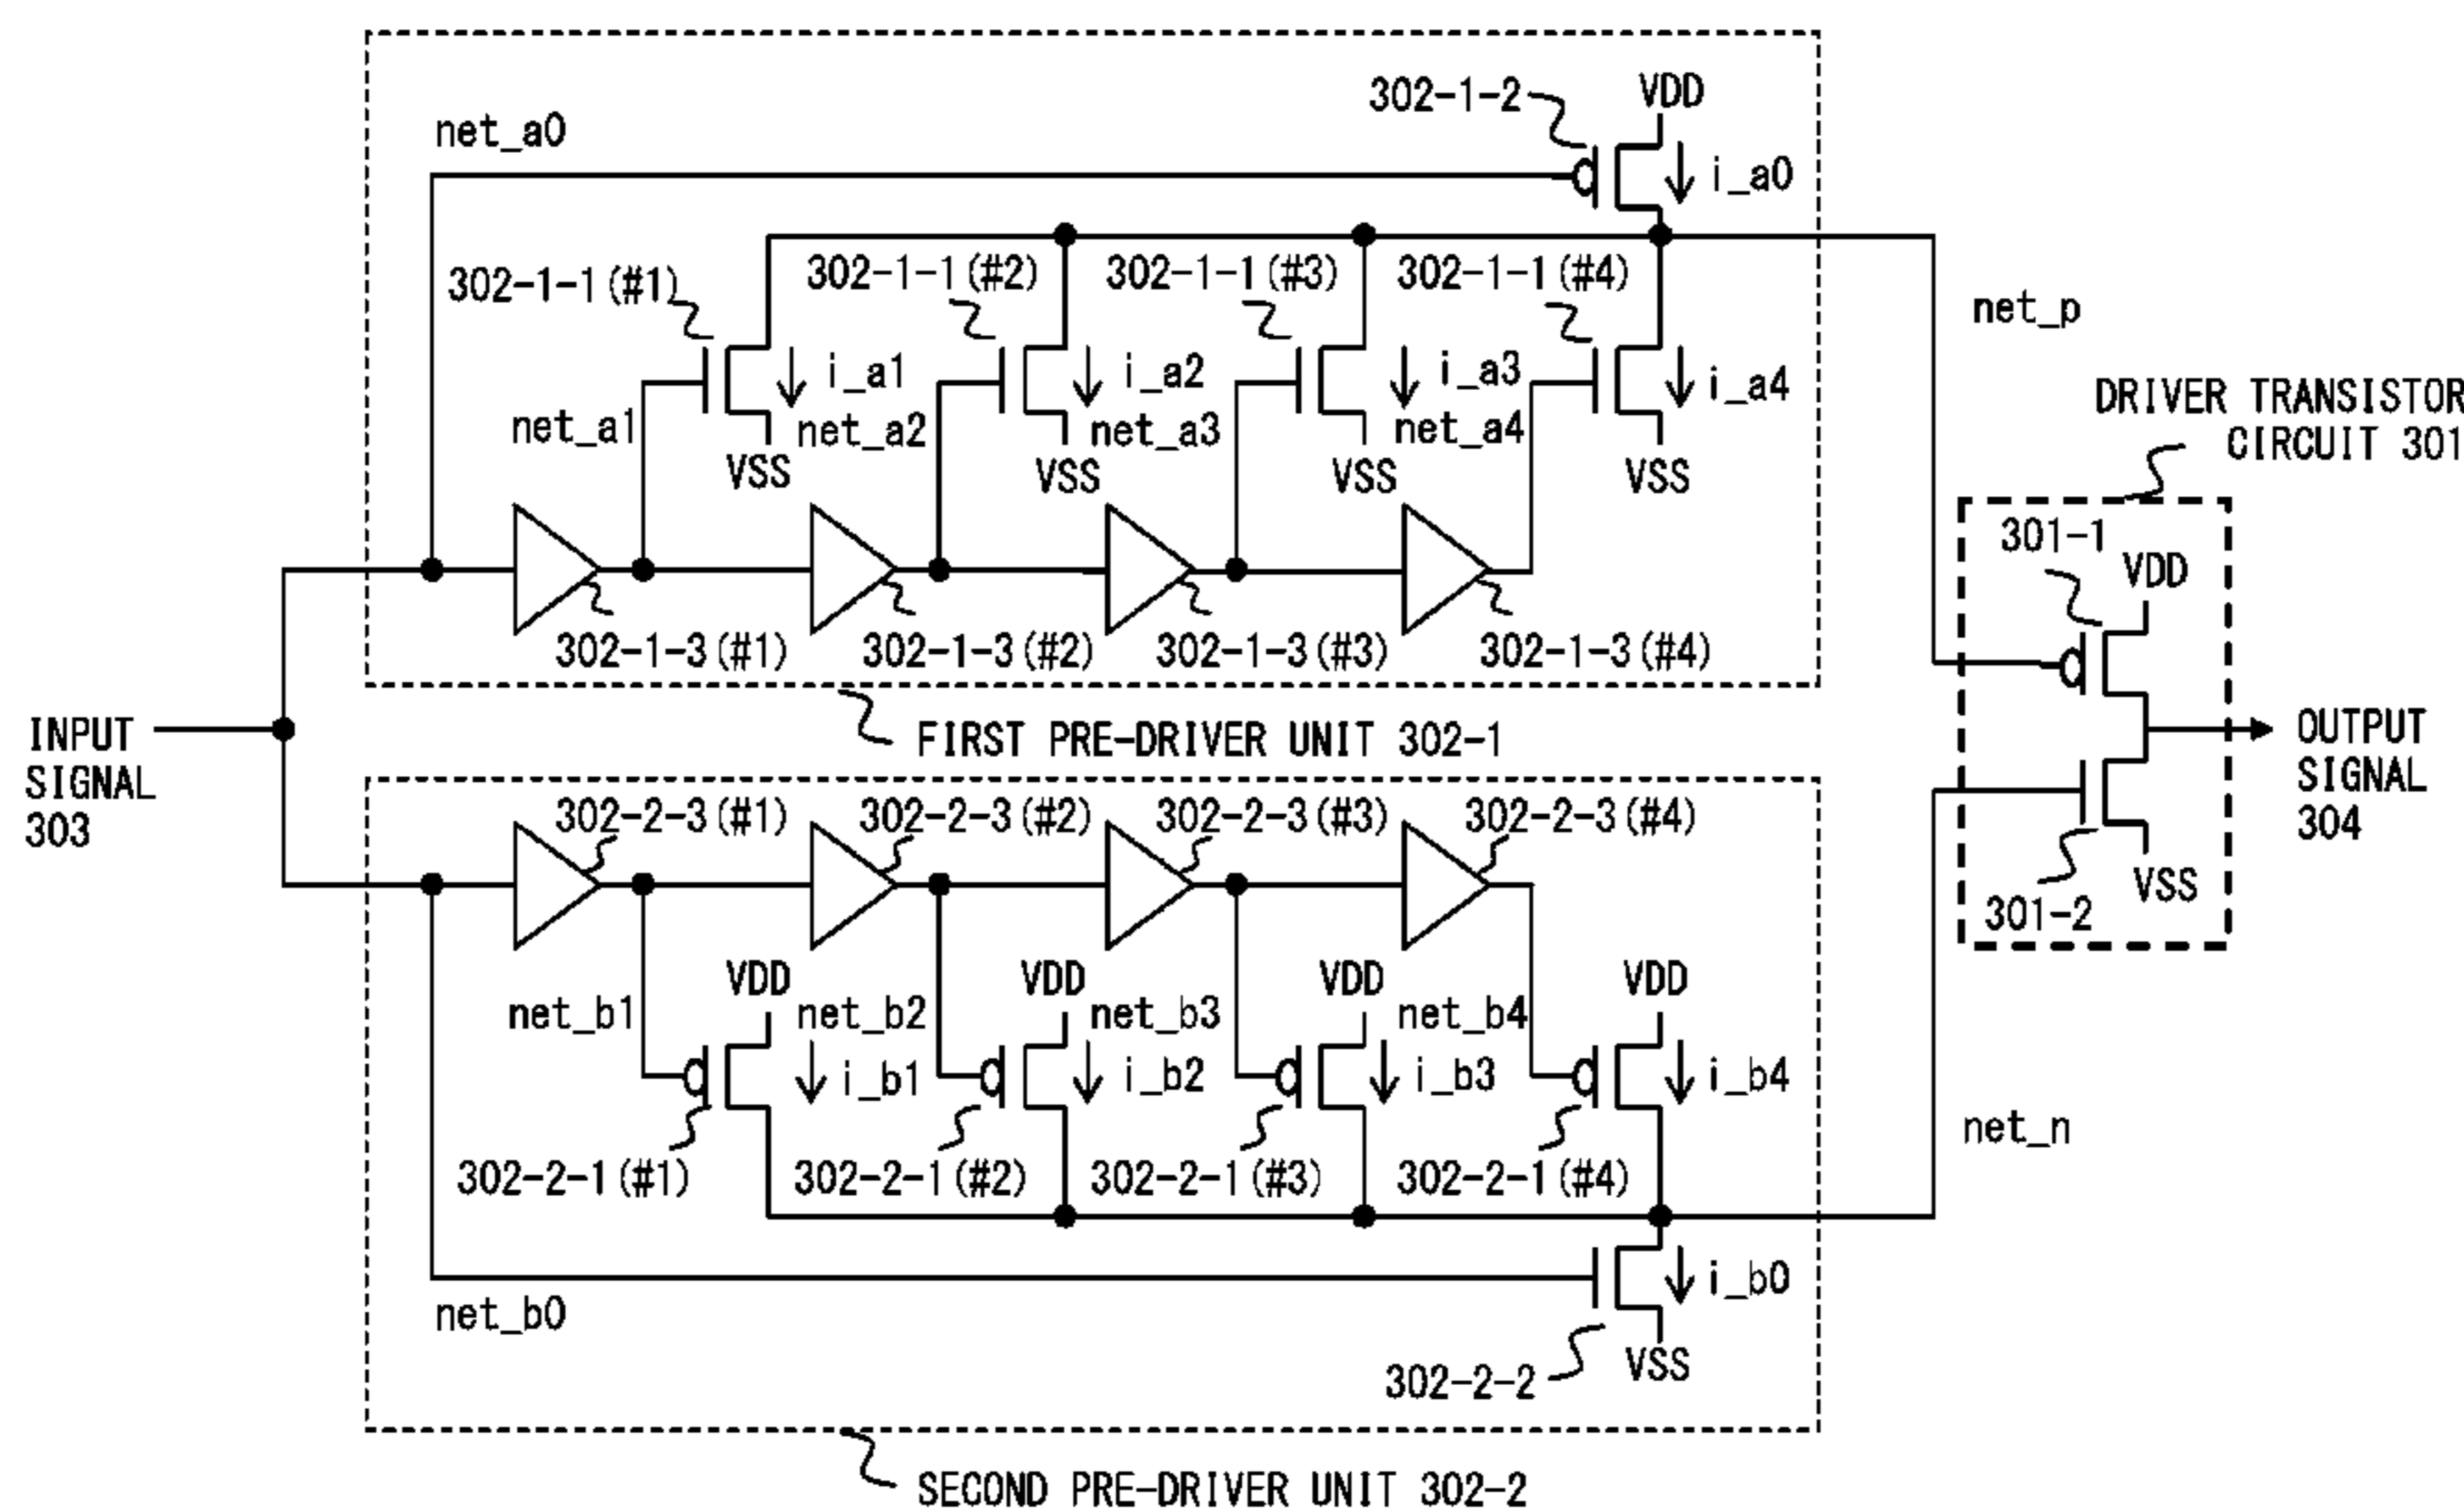 302-1-2
VDD
net_a0
i_a0
302-1-1(#1)
302-1-1(#2)
302-1-1(#3)
302-1-1(#4)
net_p
i_a1
i_a2
i_a3
i_a4
net_a1
net_a2
net_a3
net_a4
VSS
VSS
VSS
VSS
DRIVER TRANSISTOR
CIRCUIT 301
301-1
VDD
302-1-3(#1)
302-1-3(#2)
302-1-3(#3)
302-1-3(#4)
FIRST PRE-DRIVER UNIT 302-1
INPUT
SIGNAL
303
OUTPUT
SIGNAL
304
302-2-3(#1)
302-2-3(#2)
302-2-3(#3)
302-2-3(#4)
VSS
301-2
VDD
VDD
VDD
VDD
net_b1
net_b2
net_b3
net_b4
i_b1
i_b2
i_b3
i_b4
net_n
302-2-1(#1)
302-2-1(#2)
302-2-1(#3)
302-2-1(#4)
i_b0
net_b0
VSS
302-2-2
SECOND PRE-DRIVER UNIT 302-2